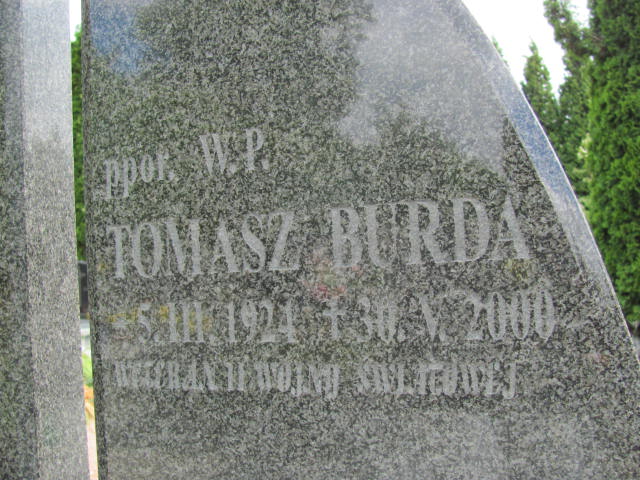 ppor. W.P.
TOMASZ BURDA
* 5.III.1924 † 30.V.2000
WETERAN II WOJNY ŚWIATOWEJ